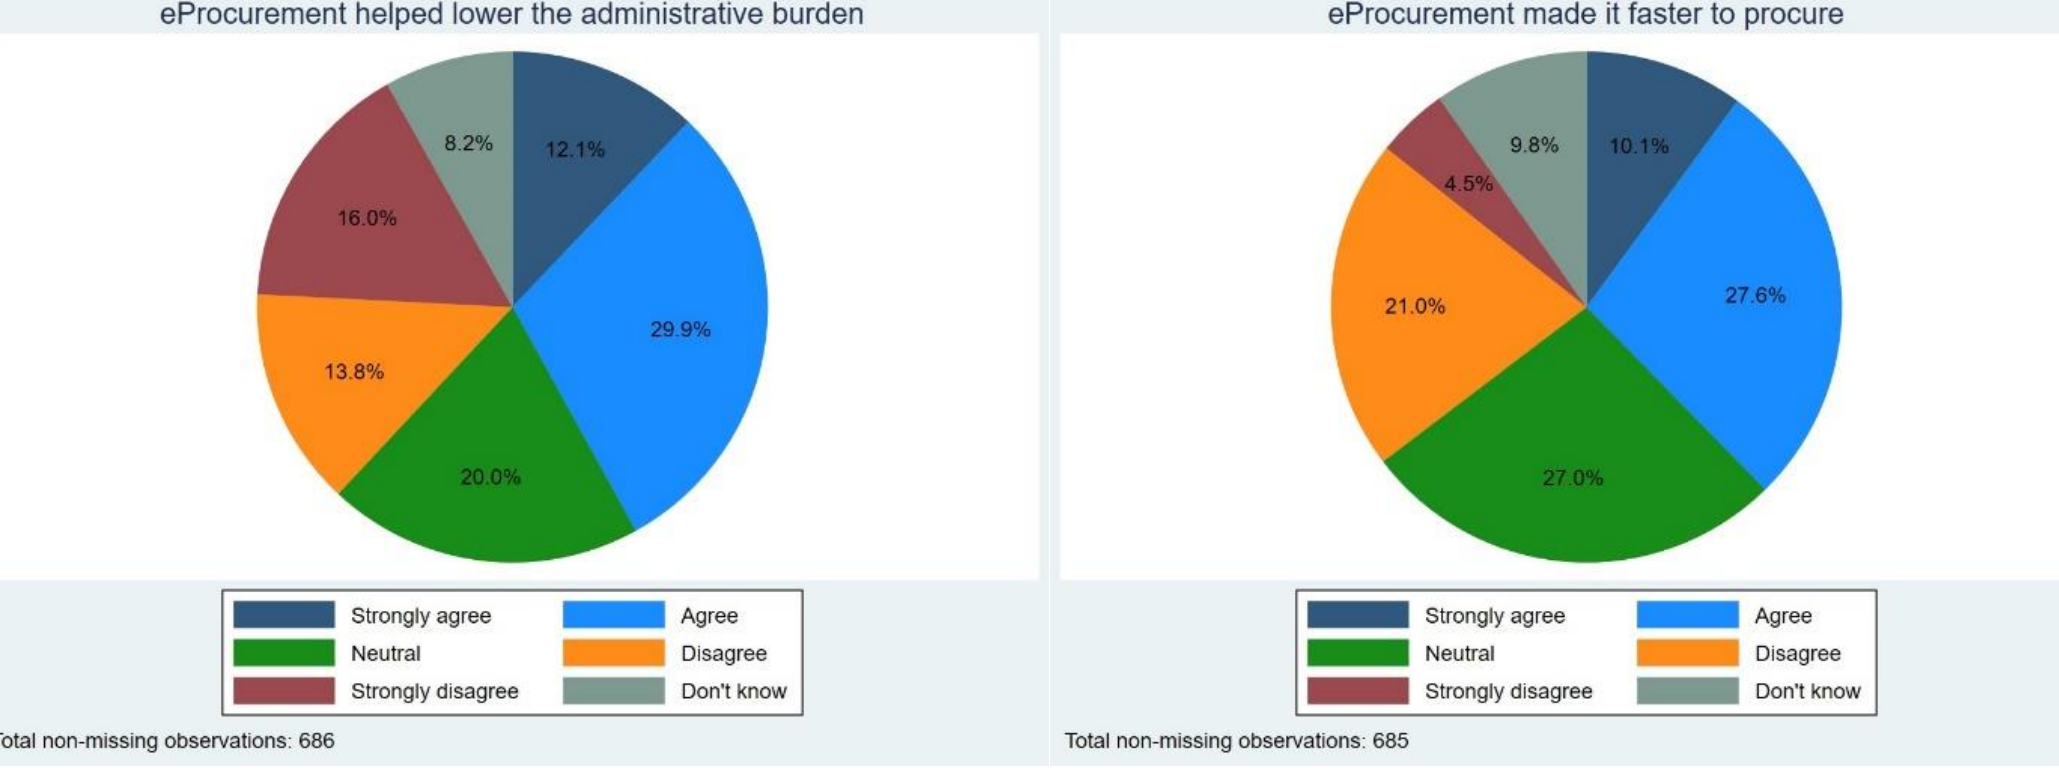 eProcurement helped lower the administrative burden
12.1%
29.9%
20.0%
13.8%
16.0%
8.2%
Strongly agree
Agree
Neutral
Disagree
Strongly disagree
Don't know
Total non-missing observations: 686
eProcurement made it faster to procure
10.1%
27.6%
27.0%
21.0%
4.5%
9.8%
Strongly agree
Agree
Neutral
Disagree
Strongly disagree
Don't know
Total non-missing observations: 685